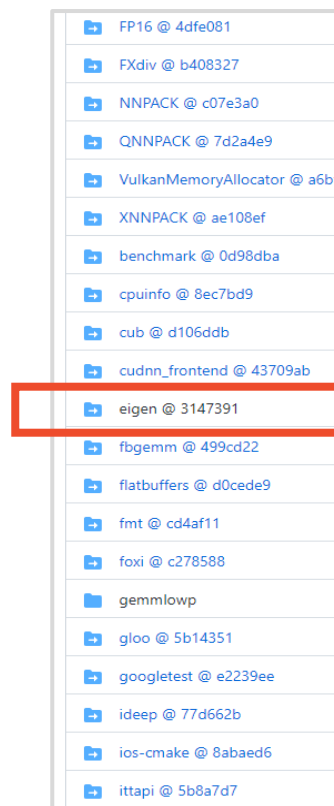 FP16 @ 4dfe081
FXdiv @ b408327
NNPACK @ c07e3a0
QNNPACK @ 7d2a4e9
VulkanMemoryAllocator @ a6b
XNNPACK @ ae108ef
benchmark @ 0d98dba
cpuinfo @ 8ec7bd9
cub @ d106ddb
cudnn_frontend @ 43709ab
eigen @ 3147391
fbgemm @ 499cd22
flatbuffers @ d0cede9
fmt @ cd4af11
foxi @ c278588
gemmlowp
gloo @ 5b14351
googletest @ e2239ee
ideep @ 77d662b
ios-cmake @ 8abaed6
ittapi @ 5b8a7d7